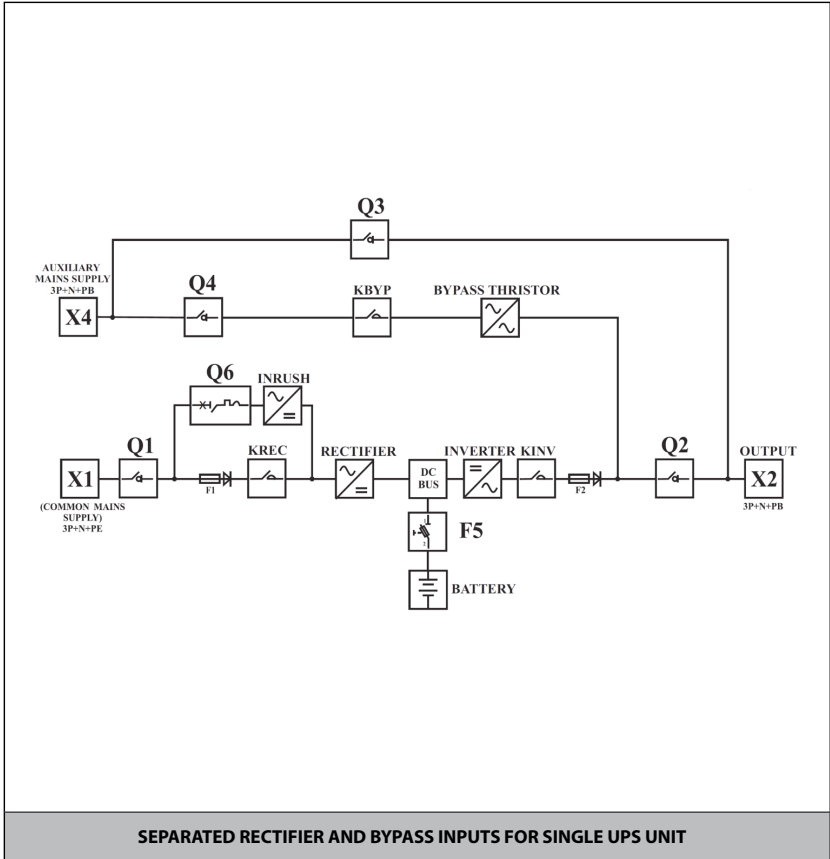 Q3
AUXILIARY
MAINS SUPPLY
3P+N+PB
X4
Q4
KBYP
BYPASS THRISTOR
Q6
INRUSH
X1
(COMMON MAINS
SUPPLY)
3P+N+PE
Q1
F1
KREC
RECTIFIER
DC
BUS
INVERTER
KINV
F2
Q2
OUTPUT
X2
3P+N+PB
1
2
F5
BATTERY
SEPARATED RECTIFIER AND BYPASS INPUTS FOR SINGLE UPS UNIT